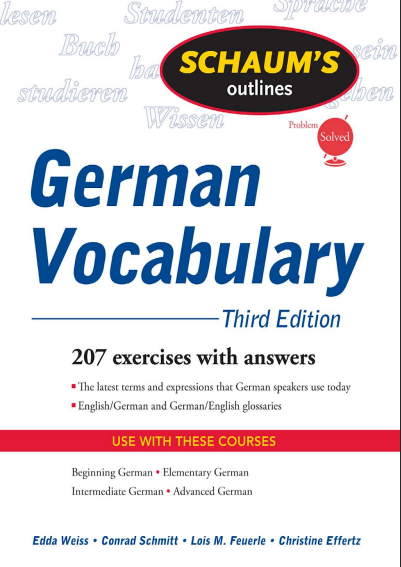 lesen Studenten Sprache
Buch
sein
studieren
Wissen
SCHAUM'S
outlines
Problem
Solved
German
Vocabulary
Third Edition
207 exercises with answers
▪ The latest terms and expressions that German speakers use today
▪ English/German and German/English glossaries
USE WITH THESE COURSES
Beginning German • Elementary German
Intermediate German • Advanced German
Edda Weiss • Conrad Schmitt • Lois M. Feuerle • Christine Effertz